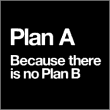 Plan A
Because there
is no Plan B